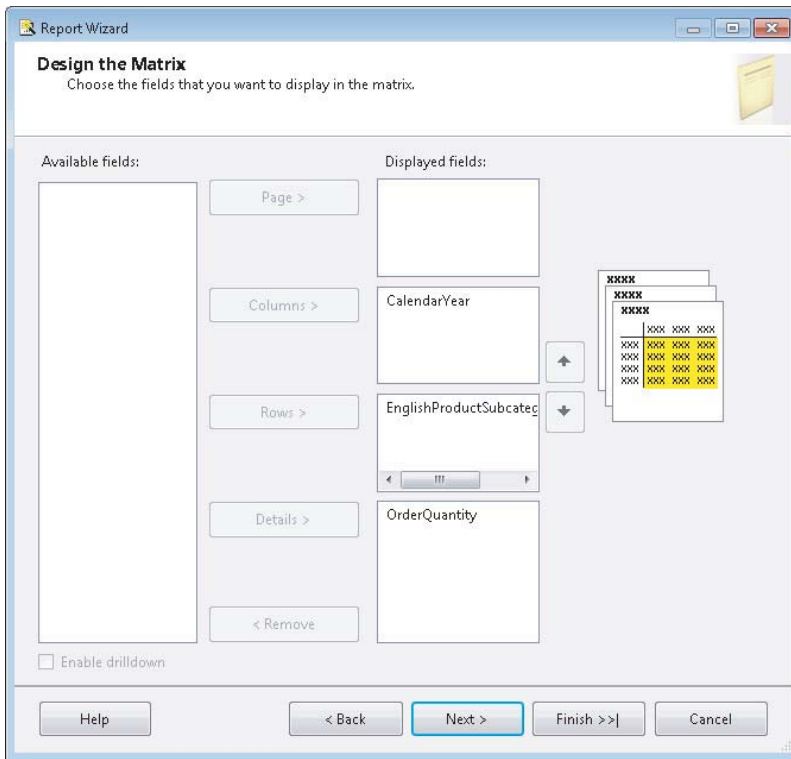 Report Wizard
Design the Matrix
Choose the fields that you want to display in the matrix.
Available fields:
Displayed fields:
Page >
Columns >
CalendarYear
Rows >
EnglishProductSubcateg
Details >
OrderQuantity
< Remove
Enable drilldown
xxxx
xxxx
xxxx
xxx xxx xxx
xxx xxx xxx xxx
xxx xxx xxx xxx
xxx xxx xxx xxx
xxx xxx xxx xxx
Help
< Back
Next >
Finish >>|
Cancel